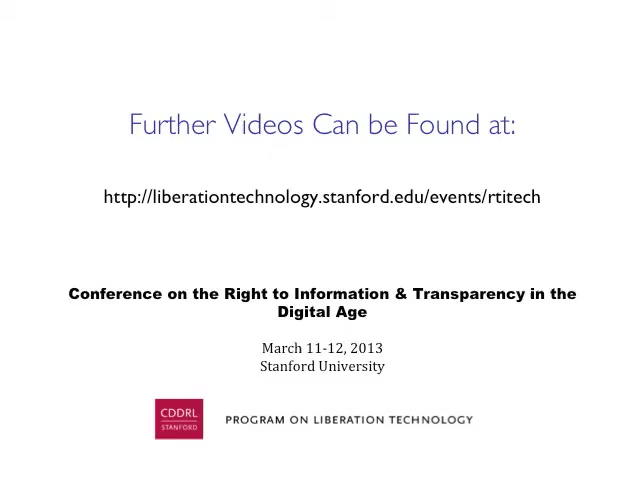 Further Videos Can be Found at:
http://liberationtechnology.stanford.edu/events/rtitech
Conference on the Right to Information & Transparency in the
Digital Age
March 11-12, 2013
Stanford University
CDDRL
STANFORD
PROGRAM ON LIBERATION TECHNOLOGY